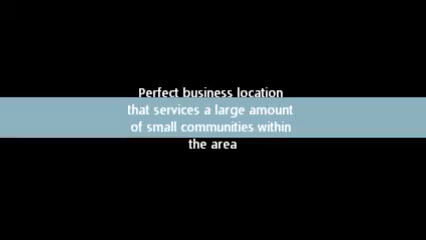 Perfect business location
that services a large amount
of small communities within
the area